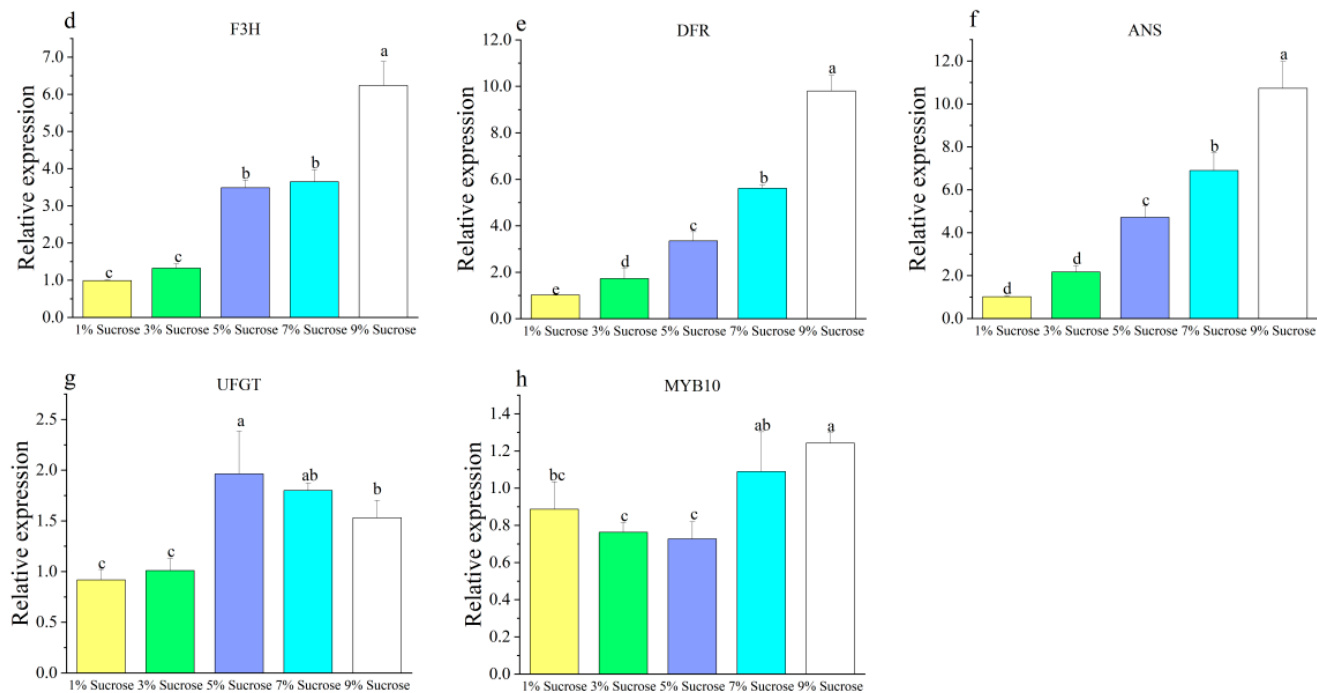 d
F3H
Relative expression
7.0
6.0
5.0
4.0
3.0
2.0
1.0
0.0
c
c
b
b
a
1% Sucrose 3% Sucrose 5% Sucrose 7% Sucrose 9% Sucrose
e
DFR
Relative expression
12.0
10.0
8.0
6.0
4.0
2.0
0.0
e
d
c
b
a
1% Sucrose 3% Sucrose 5% Sucrose 7% Sucrose 9% Sucrose
f
ANS
Relative expression
12.0
10.0
8.0
6.0
4.0
2.0
0.0
d
d
c
b
a
1% Sucrose 3% Sucrose 5% Sucrose 7% Sucrose 9% Sucrose
g
UFGT
Relative expression
2.5
2.0
1.5
1.0
0.5
0.0
c
c
a
ab
b
1% Sucrose 3% Sucrose 5% Sucrose 7% Sucrose 9% Sucrose
h
MYB10
Relative expression
1.4
1.2
1.0
0.8
0.6
0.4
0.2
0.0
bc
c
c
ab
a
1% Sucrose 3% Sucrose 5% Sucrose 7% Sucrose 9% Sucrose